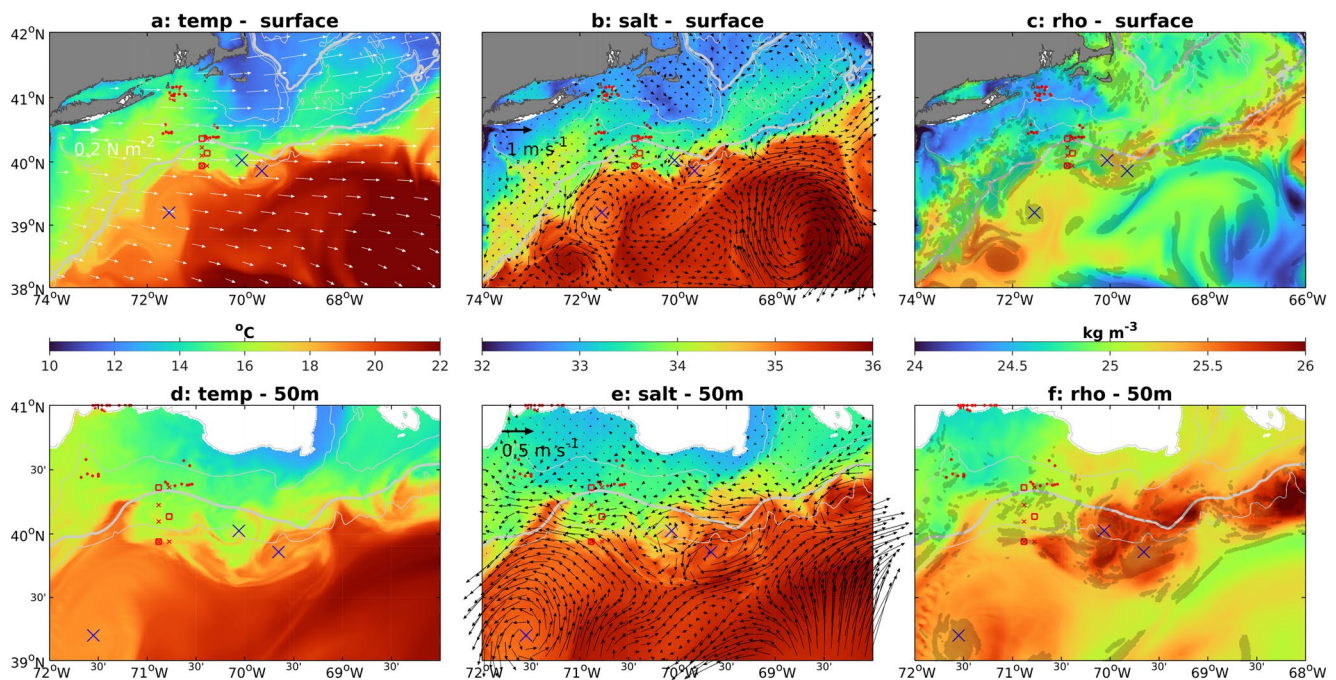 a: temp - surface
b: salt - surface
c: rho - surface
42°N
41°N
40°N
39°N
38°N
0.2 N m⁻²
1 m s⁻¹
74°W 72°W 70°W 68°W
74°W 72°W 70°W 68°W
74°W 72°W 70°W 68°W 66°W
°C
kg m⁻³
10 12 14 16 18 20 22
32 33 34 35 36
24 24.5 25 25.5 26
d: temp - 50m
e: salt - 50m
f: rho - 50m
41°N
30'
40°N
30'
39°N
0.5 m s⁻¹
72°W 30' 71°W 30' 70°W 30' 69°W 30'
72°W 30' 71°W 30' 70°W 30' 69°W 30'
72°W 30' 71°W 30' 70°W 30' 69°W 30' 68°W